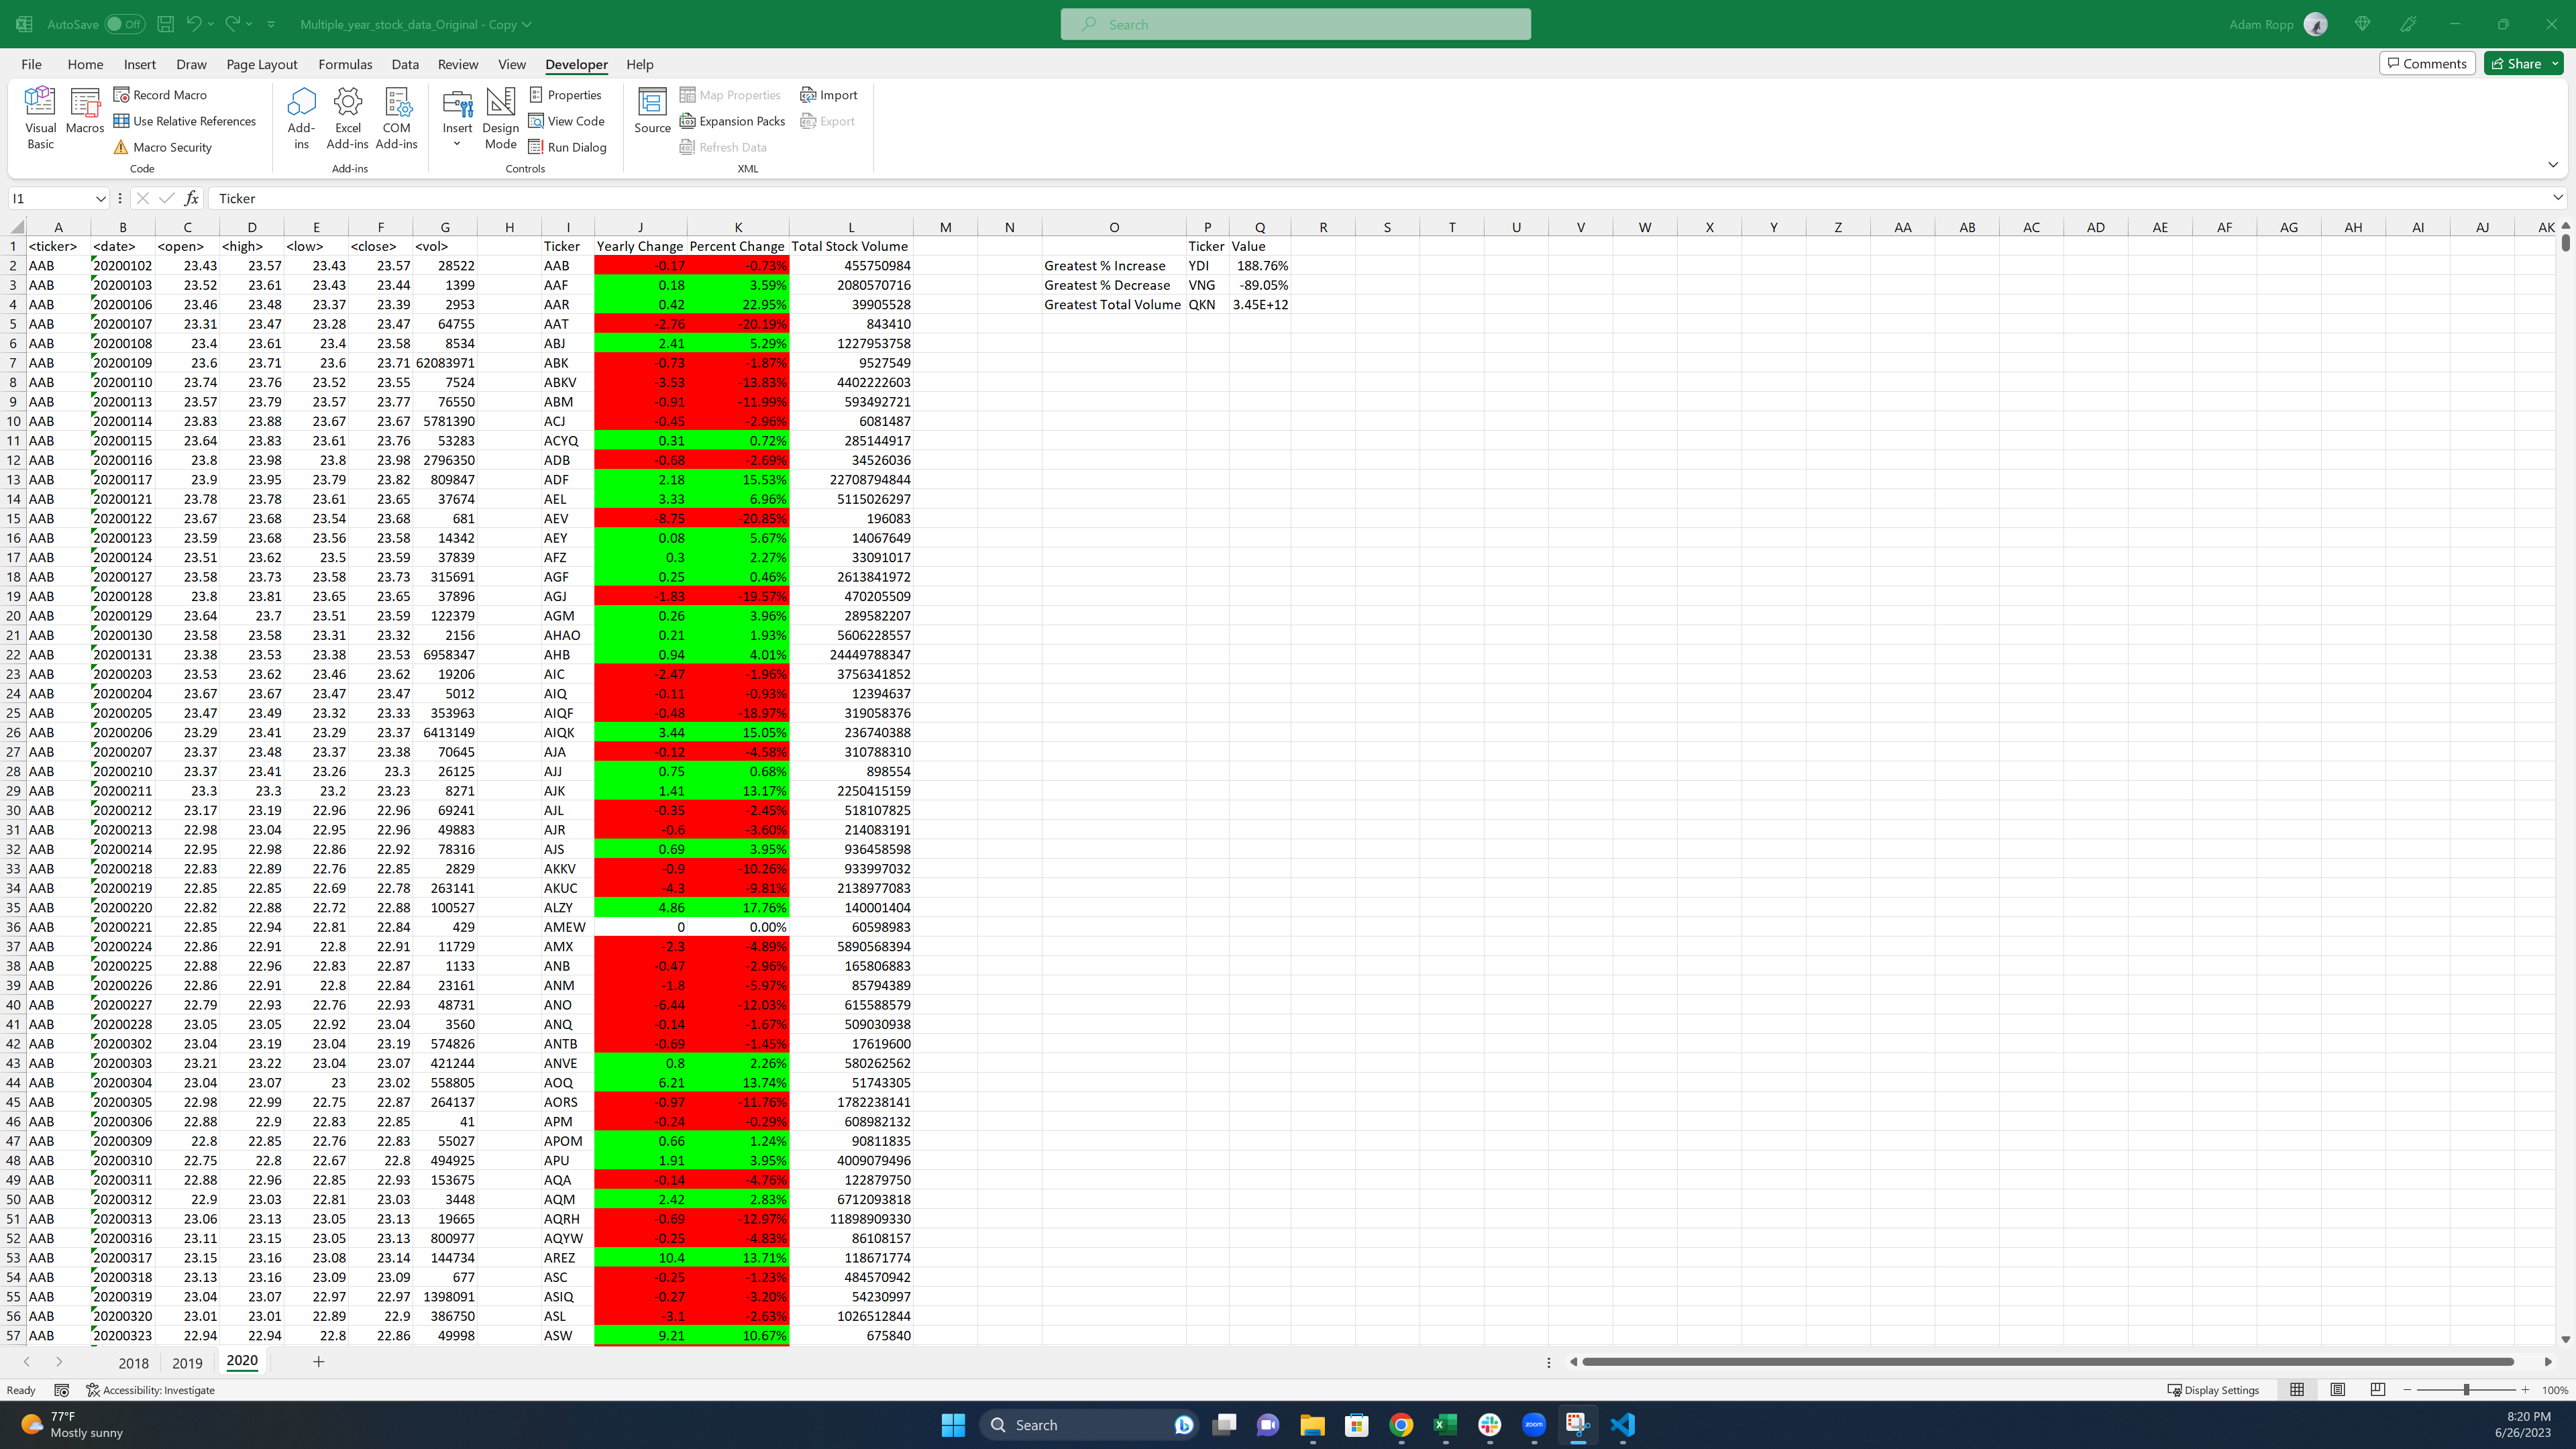 AutoSave Off Multiple_year_stock_data_Original - Copy Search Adam Ropp
File Home Insert Draw Page Layout Formulas Data Review View Developer Help Comments Share
Visual Basic Macros Record Macro Use Relative References Macro Security Add-ins Excel Add-ins COM Add-ins Insert Design Mode Properties View Code Run Dialog Source Map Properties Expansion Packs Refresh Data Import Export
Code Add-ins Controls XML
I1 fx Ticker
A B C D E F G H I J K L M N O P Q R S T U V W X Y Z AA AB AC AD AE AF AG AH AI AJ AK
1 <ticker> <date> <open> <high> <low> <close> <vol> Ticker Yearly Change Percent Change Total Stock Volume Ticker Value
2 AAB 20200102 23.43 23.57 23.43 23.57 28522 AAB -0.17 -0.73% 455750984 Greatest % Increase YDI 188.76%
3 AAB 20200103 23.52 23.61 23.43 23.44 1399 AAF 0.18 3.59% 2080570716 Greatest % Decrease VNG -89.05%
4 AAB 20200106 23.46 23.48 23.37 23.39 2953 AAR 0.42 22.95% 39905528 Greatest Total Volume QKN 3.45E+12
5 AAB 20200107 23.31 23.47 23.28 23.47 64755 AAT -2.76 -20.19% 843410
6 AAB 20200108 23.4 23.61 23.4 23.58 8534 ABJ 2.41 5.29% 1227953758
7 AAB 20200109 23.6 23.71 23.6 23.71 62083971 ABK -0.73 -1.87% 9527549
8 AAB 20200110 23.74 23.76 23.52 23.55 7524 ABKV -3.53 -13.83% 4402222603
9 AAB 20200113 23.57 23.79 23.57 23.77 76550 ABM -0.91 -11.99% 593492721
10 AAB 20200114 23.83 23.88 23.67 23.67 5781390 ACJ -0.45 -2.96% 6081487
11 AAB 20200115 23.64 23.83 23.61 23.76 53283 ACYQ 0.31 0.72% 285144917
12 AAB 20200116 23.8 23.98 23.8 23.98 2796350 ADB -0.68 -2.69% 34526036
13 AAB 20200117 23.9 23.95 23.79 23.82 809847 ADF 2.18 15.53% 22708794844
14 AAB 20200121 23.78 23.78 23.61 23.65 37674 AEL 3.33 6.96% 5115026297
15 AAB 20200122 23.67 23.68 23.54 23.68 681 AEV -8.75 -20.85% 196083
16 AAB 20200123 23.59 23.68 23.56 23.58 14342 AEY 0.08 5.67% 14067649
17 AAB 20200124 23.51 23.62 23.5 23.59 37839 AFZ 0.3 2.27% 33091017
18 AAB 20200127 23.58 23.73 23.58 23.73 315691 AGF 0.25 0.46% 2613841972
19 AAB 20200128 23.8 23.81 23.65 23.65 37896 AGJ -1.83 -19.57% 470205509
20 AAB 20200129 23.64 23.7 23.51 23.59 122379 AGM 0.26 3.96% 289582207
21 AAB 20200130 23.58 23.58 23.31 23.32 2156 AHAO 0.21 1.93% 5606228557
22 AAB 20200131 23.38 23.53 23.38 23.53 6958347 AHB 0.94 4.01% 24449788347
23 AAB 20200203 23.53 23.62 23.46 23.62 19206 AIC -2.47 -1.96% 3756341852
24 AAB 20200204 23.67 23.67 23.47 23.47 5012 AIQ -0.11 -0.93% 12394637
25 AAB 20200205 23.47 23.49 23.32 23.33 353963 AIQF -0.48 -18.97% 319058376
26 AAB 20200206 23.29 23.41 23.29 23.37 6413149 AIQK 3.44 15.05% 236740388
27 AAB 20200207 23.37 23.48 23.37 23.38 70645 AJA -0.12 -4.58% 310788310
28 AAB 20200210 23.37 23.41 23.26 23.3 26125 AJJ 0.75 0.68% 898554
29 AAB 20200211 23.3 23.3 23.2 23.23 8271 AJK 1.41 13.17% 2250415159
30 AAB 20200212 23.17 23.19 22.96 22.96 69241 AJL -0.35 -2.45% 518107825
31 AAB 20200213 22.98 23.04 22.95 22.96 49883 AJR -0.6 -3.60% 214083191
32 AAB 20200214 22.95 22.98 22.86 22.92 78316 AJS 0.69 3.95% 936458598
33 AAB 20200218 22.83 22.89 22.76 22.85 2829 AKKV -0.9 -10.26% 933997032
34 AAB 20200219 22.85 22.85 22.69 22.78 263141 AKUC -4.3 -9.81% 2138977083
35 AAB 20200220 22.82 22.88 22.72 22.88 100527 ALZY 4.86 17.76% 140001404
36 AAB 20200221 22.85 22.94 22.81 22.84 429 AMEW 0 0.00% 60598983
37 AAB 20200224 22.86 22.91 22.8 22.91 11729 AMX -2.3 -4.89% 5890568394
38 AAB 20200225 22.88 22.96 22.83 22.87 1133 ANB -0.47 -2.96% 165806883
39 AAB 20200226 22.86 22.91 22.8 22.84 23161 ANM -1.8 -5.97% 85794389
40 AAB 20200227 22.79 22.93 22.76 22.93 48731 ANO -6.44 -12.03% 615588579
41 AAB 20200228 23.05 23.05 22.92 23.04 3560 ANQ -0.14 -1.67% 509030938
42 AAB 20200302 23.04 23.19 23.04 23.19 574826 ANTB -0.69 -1.45% 17619600
43 AAB 20200303 23.21 23.22 23.04 23.07 421244 ANVE 0.8 2.26% 580262562
44 AAB 20200304 23.04 23.07 23 23.02 558805 AOQ 6.21 13.74% 51743305
45 AAB 20200305 22.98 22.99 22.75 22.87 264137 AORS -0.97 -11.76% 1782238141
46 AAB 20200306 22.88 22.9 22.83 22.85 41 APM -0.24 -0.29% 608982132
47 AAB 20200309 22.8 22.85 22.76 22.83 55027 APOM 0.66 1.24% 90811835
48 AAB 20200310 22.75 22.8 22.67 22.8 494925 APU 1.91 3.95% 4009079496
49 AAB 20200311 22.88 22.96 22.85 22.93 153675 AQA -0.14 -4.76% 122879750
50 AAB 20200312 22.9 23.03 22.81 23.03 3448 AQM 2.42 2.83% 6712093818
51 AAB 20200313 23.06 23.13 23.05 23.13 19665 AQRH -0.69 -12.97% 11898909330
52 AAB 20200316 23.11 23.15 23.05 23.13 800977 AQYW -0.25 -4.83% 86108157
53 AAB 20200317 23.15 23.16 23.08 23.14 144734 AREZ 10.4 13.71% 118671774
54 AAB 20200318 23.13 23.16 23.09 23.09 677 ASC -0.25 -1.23% 484570942
55 AAB 20200319 23.04 23.07 22.97 22.97 1398091 ASIQ -0.27 -3.20% 54230997
56 AAB 20200320 23.01 23.01 22.89 22.9 386750 ASL -3.1 -2.63% 1026512844
57 AAB 20200323 22.94 22.94 22.8 22.86 49998 ASW 9.21 10.67% 675840
2018 2019 2020
Ready Accessibility: Investigate Display Settings 100%
77°F Search zoom 8:20 PM
Mostly sunny 6/26/2023